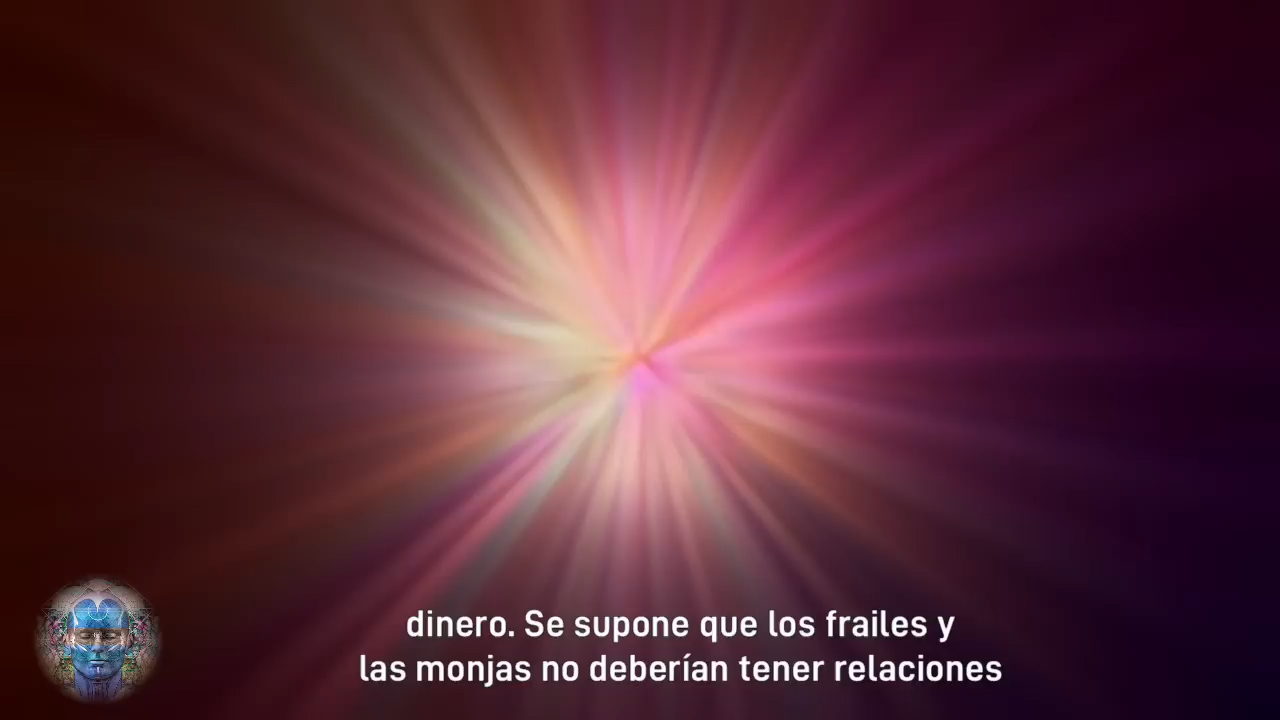 dinero. Se supone que los frailes y
las monjas no deberían tener relaciones